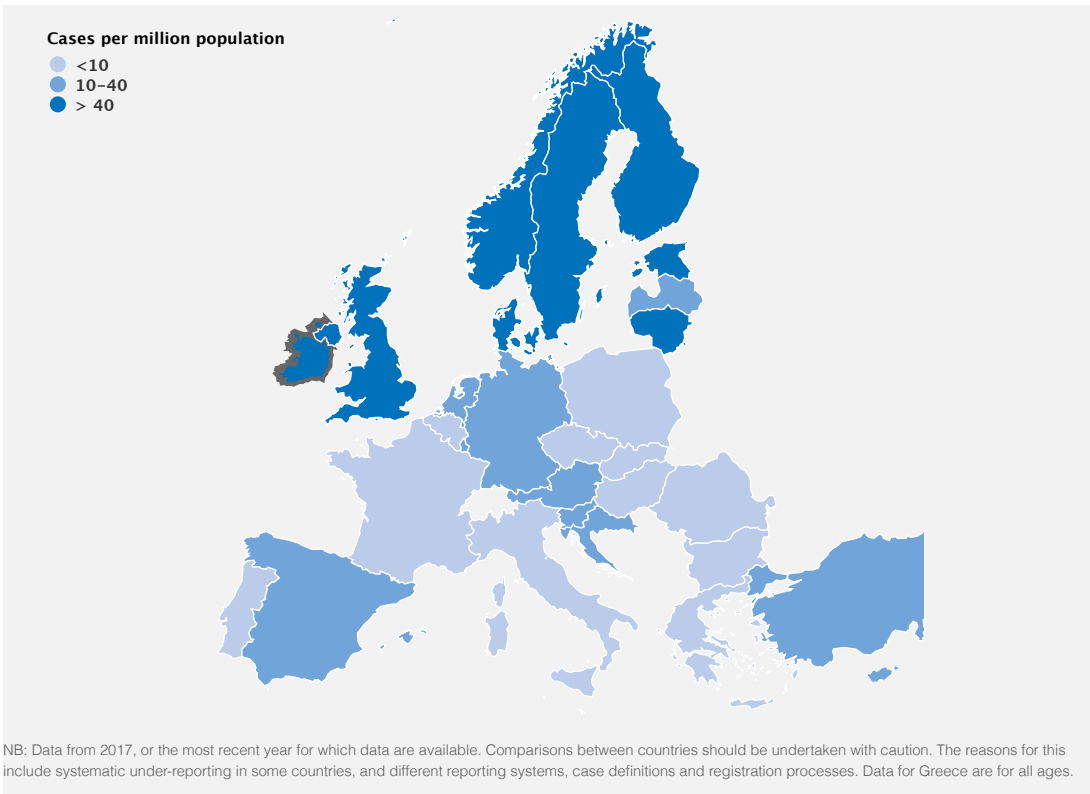 Cases per million population
<10
10–40
> 40
NB: Data from 2017, or the most recent year for which data are available. Comparisons between countries should be undertaken with caution. The reasons for this
include systematic under-reporting in some countries, and different reporting systems, case definitions and registration processes. Data for Greece are for all ages.